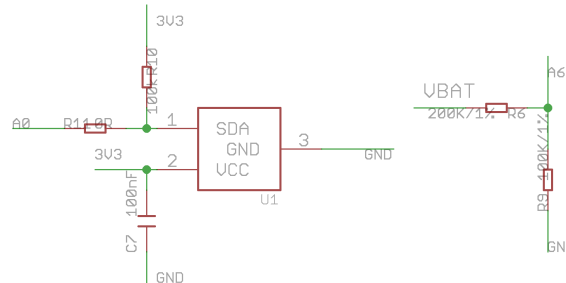 3V3
A6
100k
R10
VBAT
200K/1%
R6
A0
R11
0R
1
SDA
100K/1%
GND
3
GND
3V3
2
VCC
U1
100nF
R9
C7
GN
GND